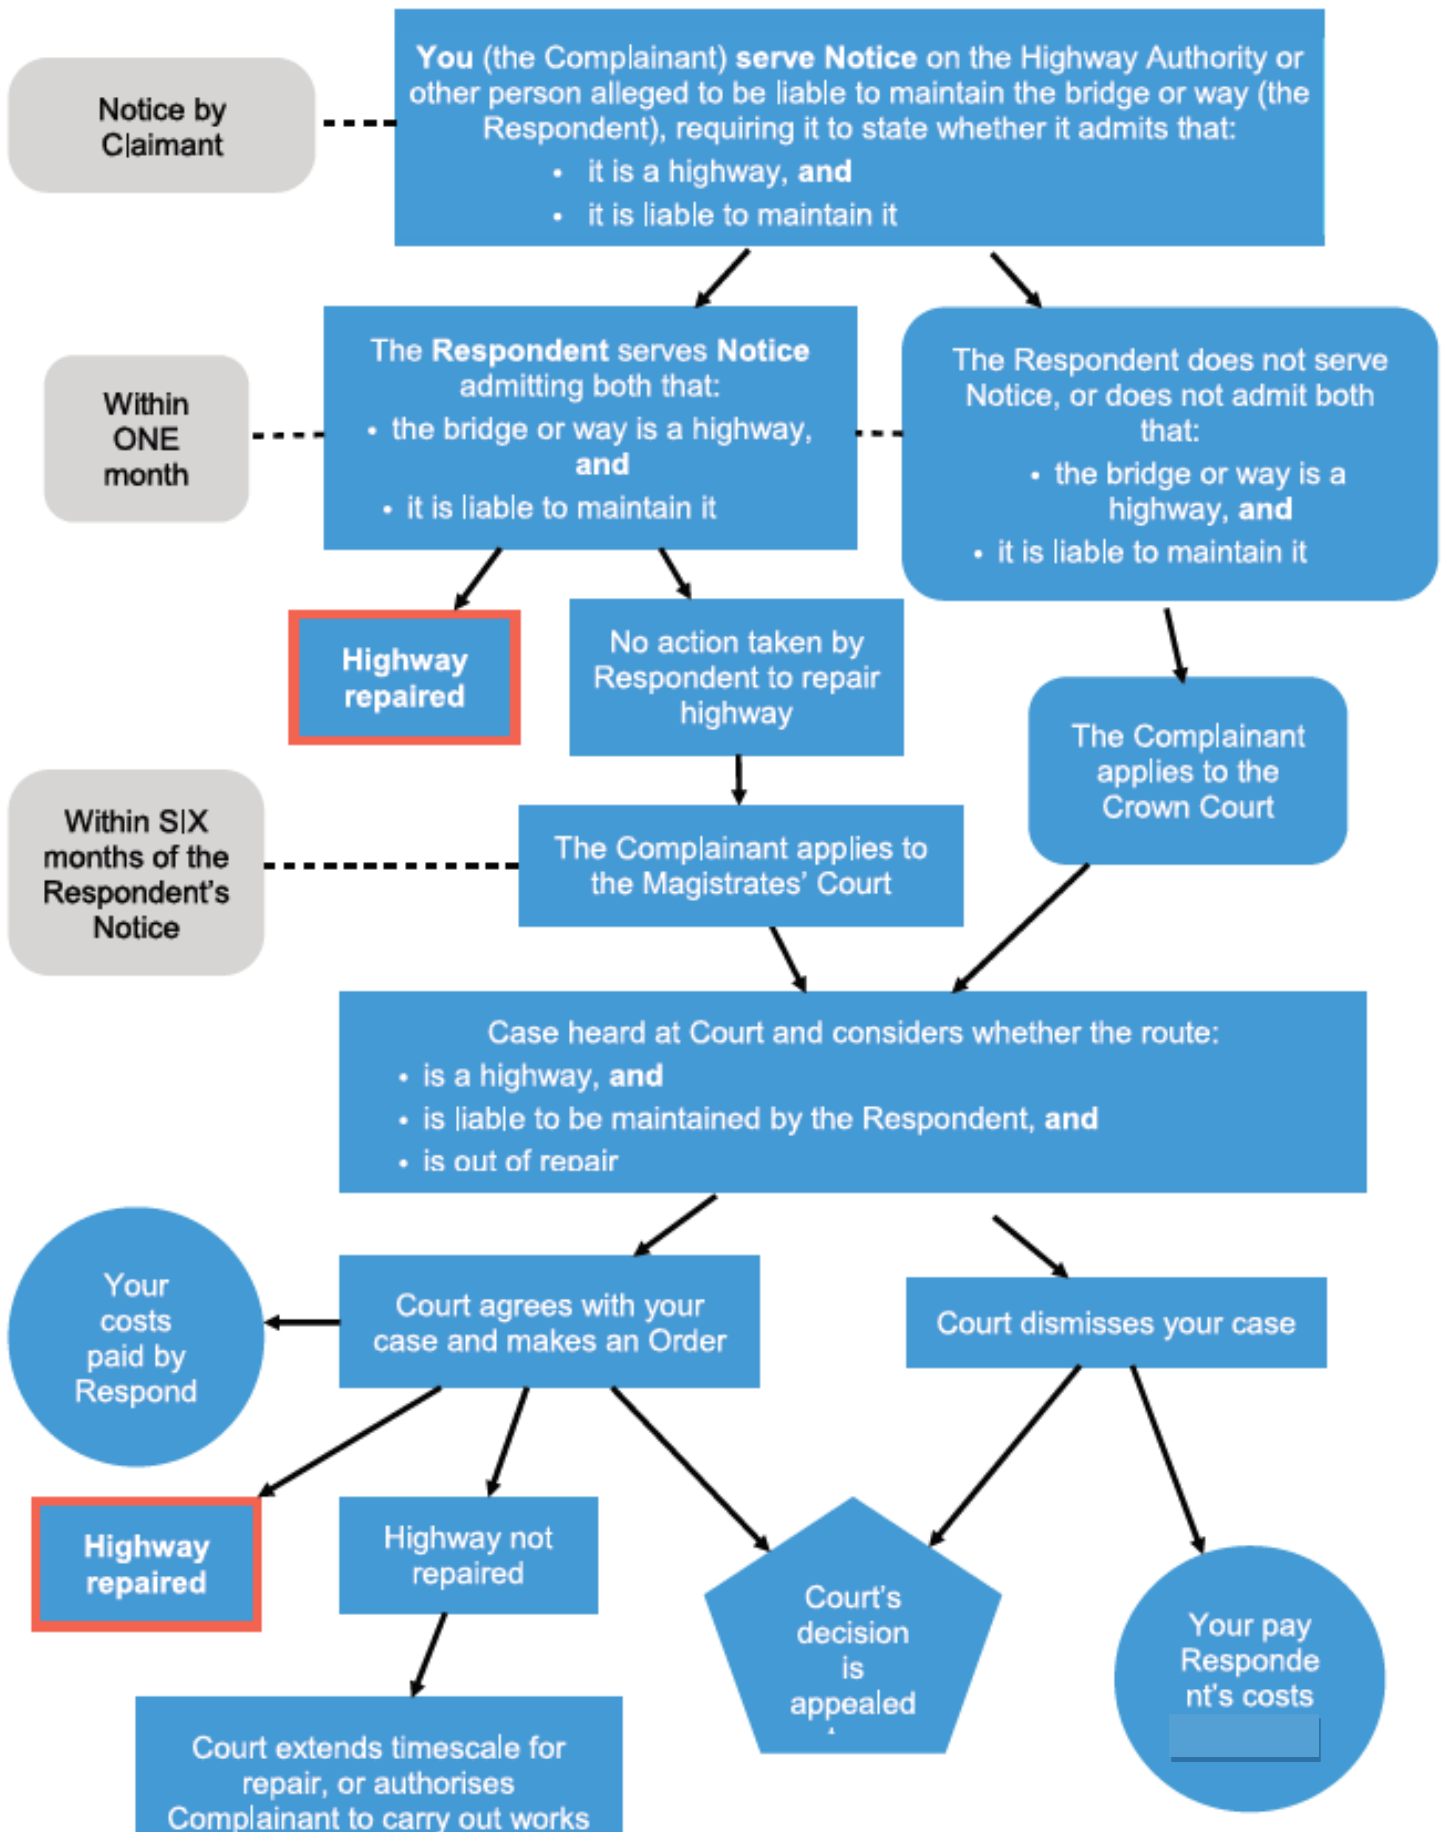 You (the Complainant) serve Notice on the Highway Authority or
other person alleged to be liable to maintain the bridge or way (the
Respondent), requiring it to state whether it admits that:
• it is a highway, and
• it is liable to maintain it
Notice by
Claimant
The Respondent serves Notice
admitting both that:
• the bridge or way is a highway,
and
• it is liable to maintain it
The Respondent does not serve
Notice, or does not admit both
that:
• the bridge or way is a
highway, and
• it is liable to maintain it
Within
ONE
month
Highway
repaired
No action taken by
Respondent to repair
highway
The Complainant
applies to the
Crown Court
Within SIX
months of the
Respondent's
Notice
The Complainant applies to
the Magistrates' Court
Case heard at Court and considers whether the route:
• is a highway, and
• is liable to be maintained by the Respondent, and
• is out of repair
Your
costs
paid by
Respond
Court agrees with your
case and makes an Order
Court dismisses your case
Highway
repaired
Highway not
repaired
Court's
decision
is
appealed
Your pay
Responde
nt's costs
Court extends timescale for
repair, or authorises
Complainant to carry out works